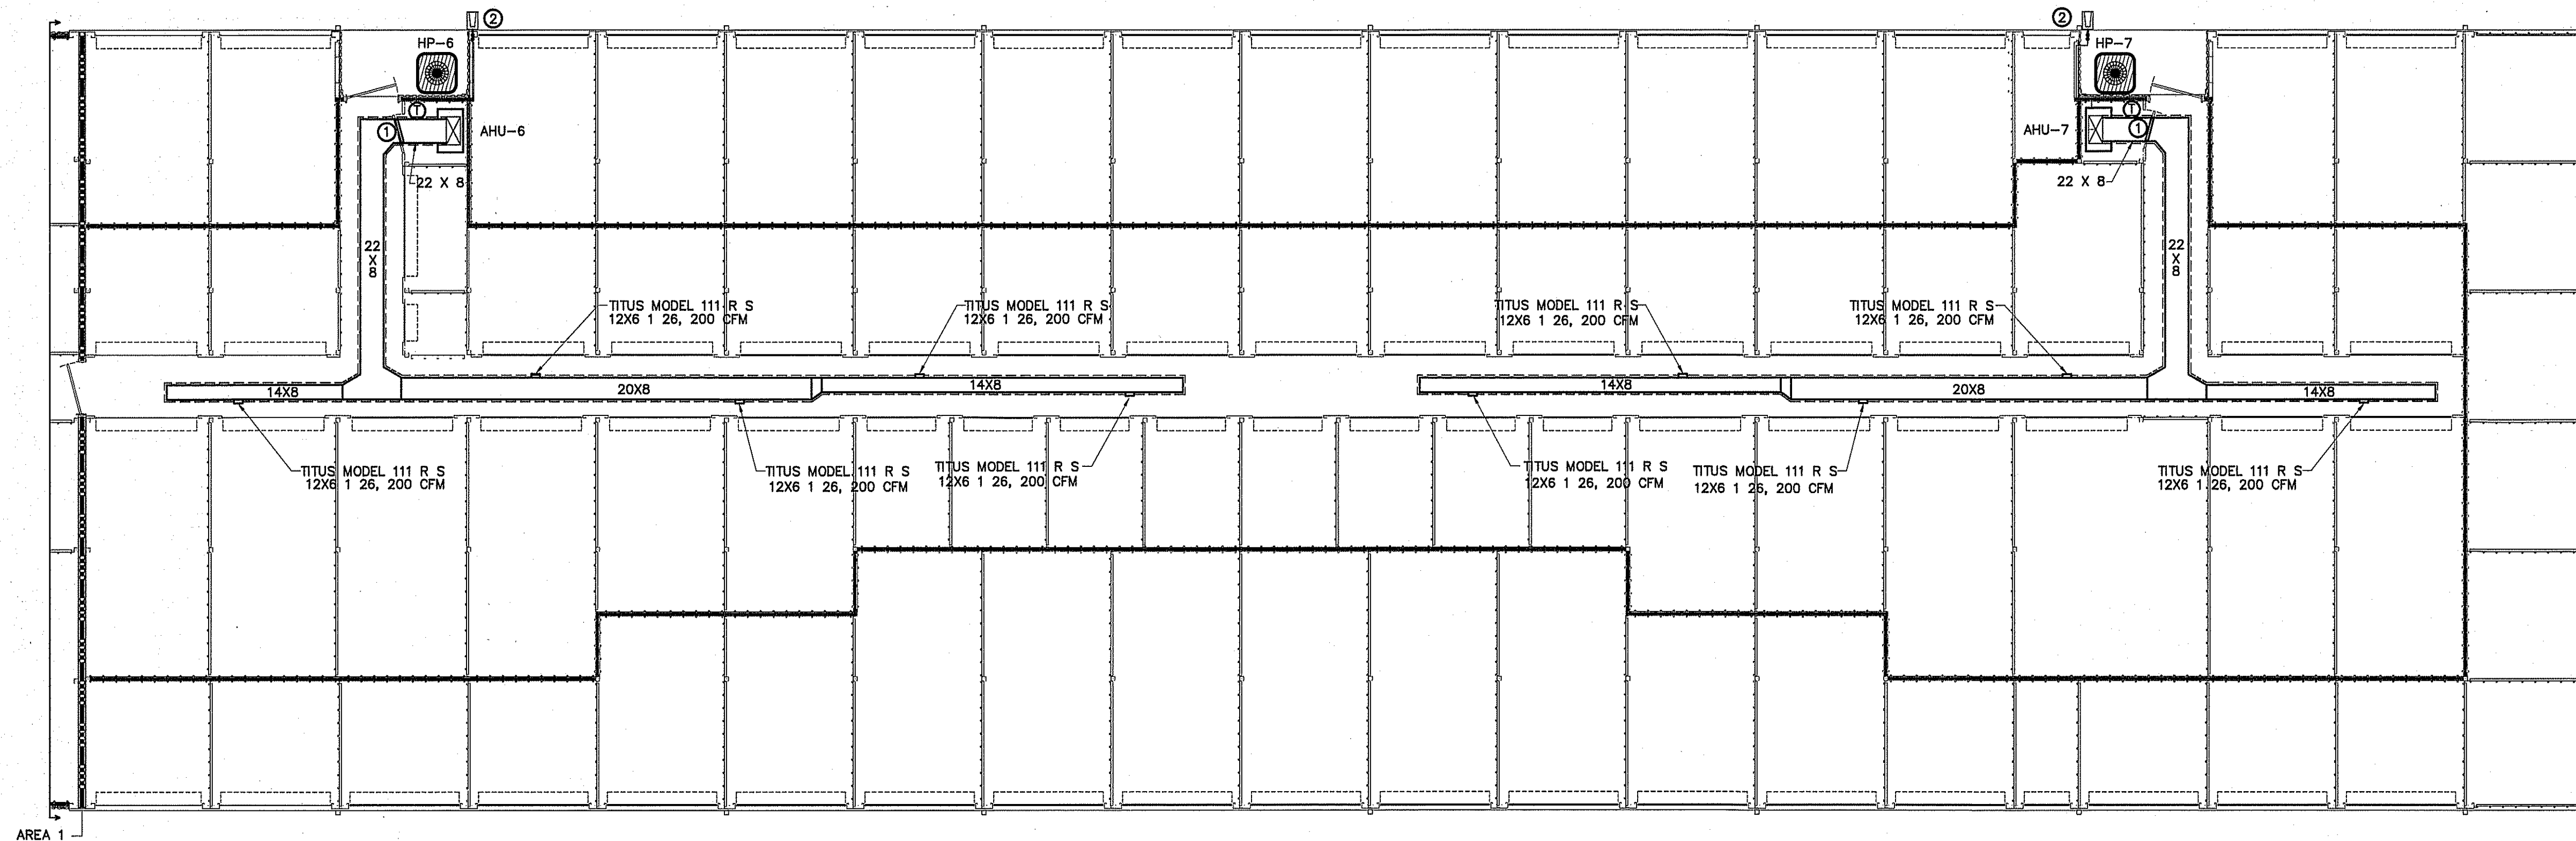 ②
②
HP-6
HP-7
T
T
①
①
AHU-6
AHU-7
22 X 8
22 X 8
22
X
8
22
X
8
TITUS MODEL 111 R S
12X6 1 26, 200 CFM
TITUS MODEL 111 R S
12X6 1 26, 200 CFM
TITUS MODEL 111 R S
12X6 1 26, 200 CFM
TITUS MODEL 111 R S
12X6 1 26, 200 CFM
14X8
20X8
14X8
14X8
20X8
14X8
TITUS MODEL 111 R S
12X6 1 26, 200 CFM
TITUS MODEL 111 R S
12X6 1 26, 200 CFM
TITUS MODEL 111 R S
12X6 1 26, 200 CFM
TITUS MODEL 111 R S
12X6 1 26, 200 CFM
TITUS MODEL 111 R S
12X6 1 26, 200 CFM
TITUS MODEL 111 R S
12X6 1 26, 200 CFM
AREA 1